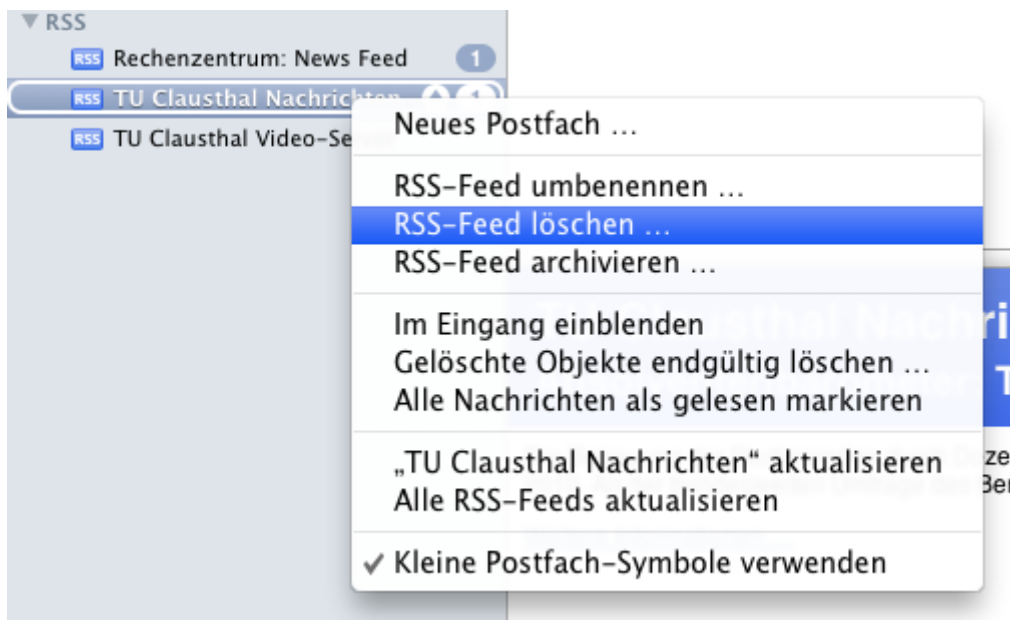 RSS
RSS Rechenzentrum: News Feed 1
RSS TU Clausthal Nachrichten 1
RSS TU Clausthal Video-Se
Neues Postfach ...
RSS-Feed umbenennen ...
RSS-Feed löschen ...
RSS-Feed archivieren ...
Im Eingang einblenden
Gelöschte Objekte endgültig löschen ...
Alle Nachrichten als gelesen markieren
„TU Clausthal Nachrichten“ aktualisieren
Alle RSS-Feeds aktualisieren
Kleine Postfach-Symbole verwenden